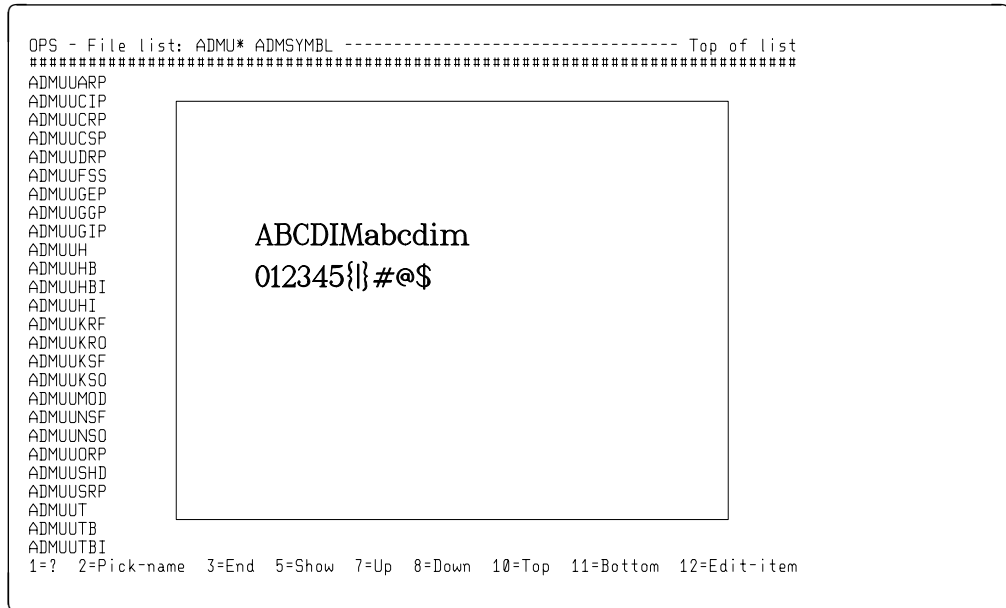 OPS - File list: ADMU* ADMSYMBL ---------------------------------- Top of list
##############################################################################
ADMUUARP
ADMUUCIP
ADMUUCRP
ADMUUCSP
ADMUUDRP
ADMUUFSS
ADMUUGEP
ADMUUGGP
ADMUUGIP
ADMUUH
ADMUUHB
ADMUUHBI
ADMUUHI
ADMUUKRF
ADMUUKRO
ADMUUKSF
ADMUUKSO
ADMUUMOD
ADMUUNSF
ADMUUNSO
ADMUUORP
ADMUUSHD
ADMUUSRP
ADMUUT
ADMUUTB
ADMUUTBI
ABCDIMabcdim
012345{|}#@$
1=? 2=Pick-name 3=End 5=Show 7=Up 8=Down 10=Top 11=Bottom 12=Edit-item